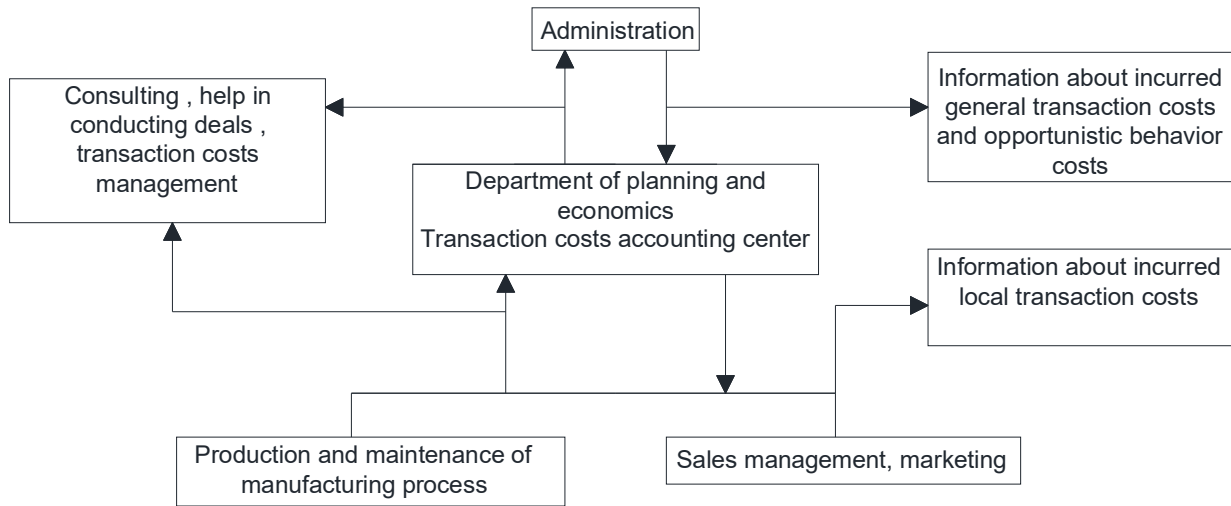 Administration
Consulting , help in
conducting deals ,
transaction costs
management
Information about incurred
general transaction costs
and opportunistic behavior
costs
Department of planning and
economics
Transaction costs accounting center
Information about incurred
local transaction costs
Production and maintenance of
manufacturing process
Sales management, marketing